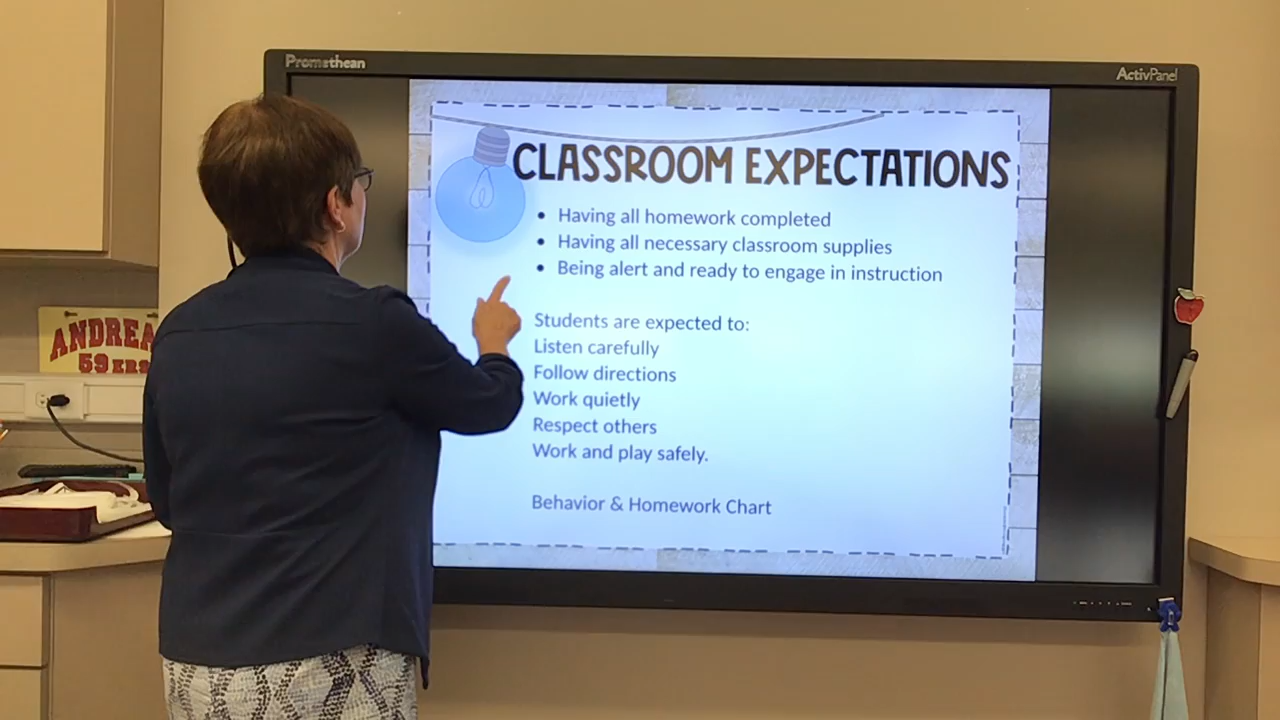 Promethean
ActivPanel
CLASSROOM EXPECTATIONS
• Having all homework completed
• Having all necessary classroom supplies
• Being alert and ready to engage in instruction
Students are expected to:
Listen carefully
Follow directions
Work quietly
Respect others
Work and play safely.
Behavior & Homework Chart
ANDREA
59ERS